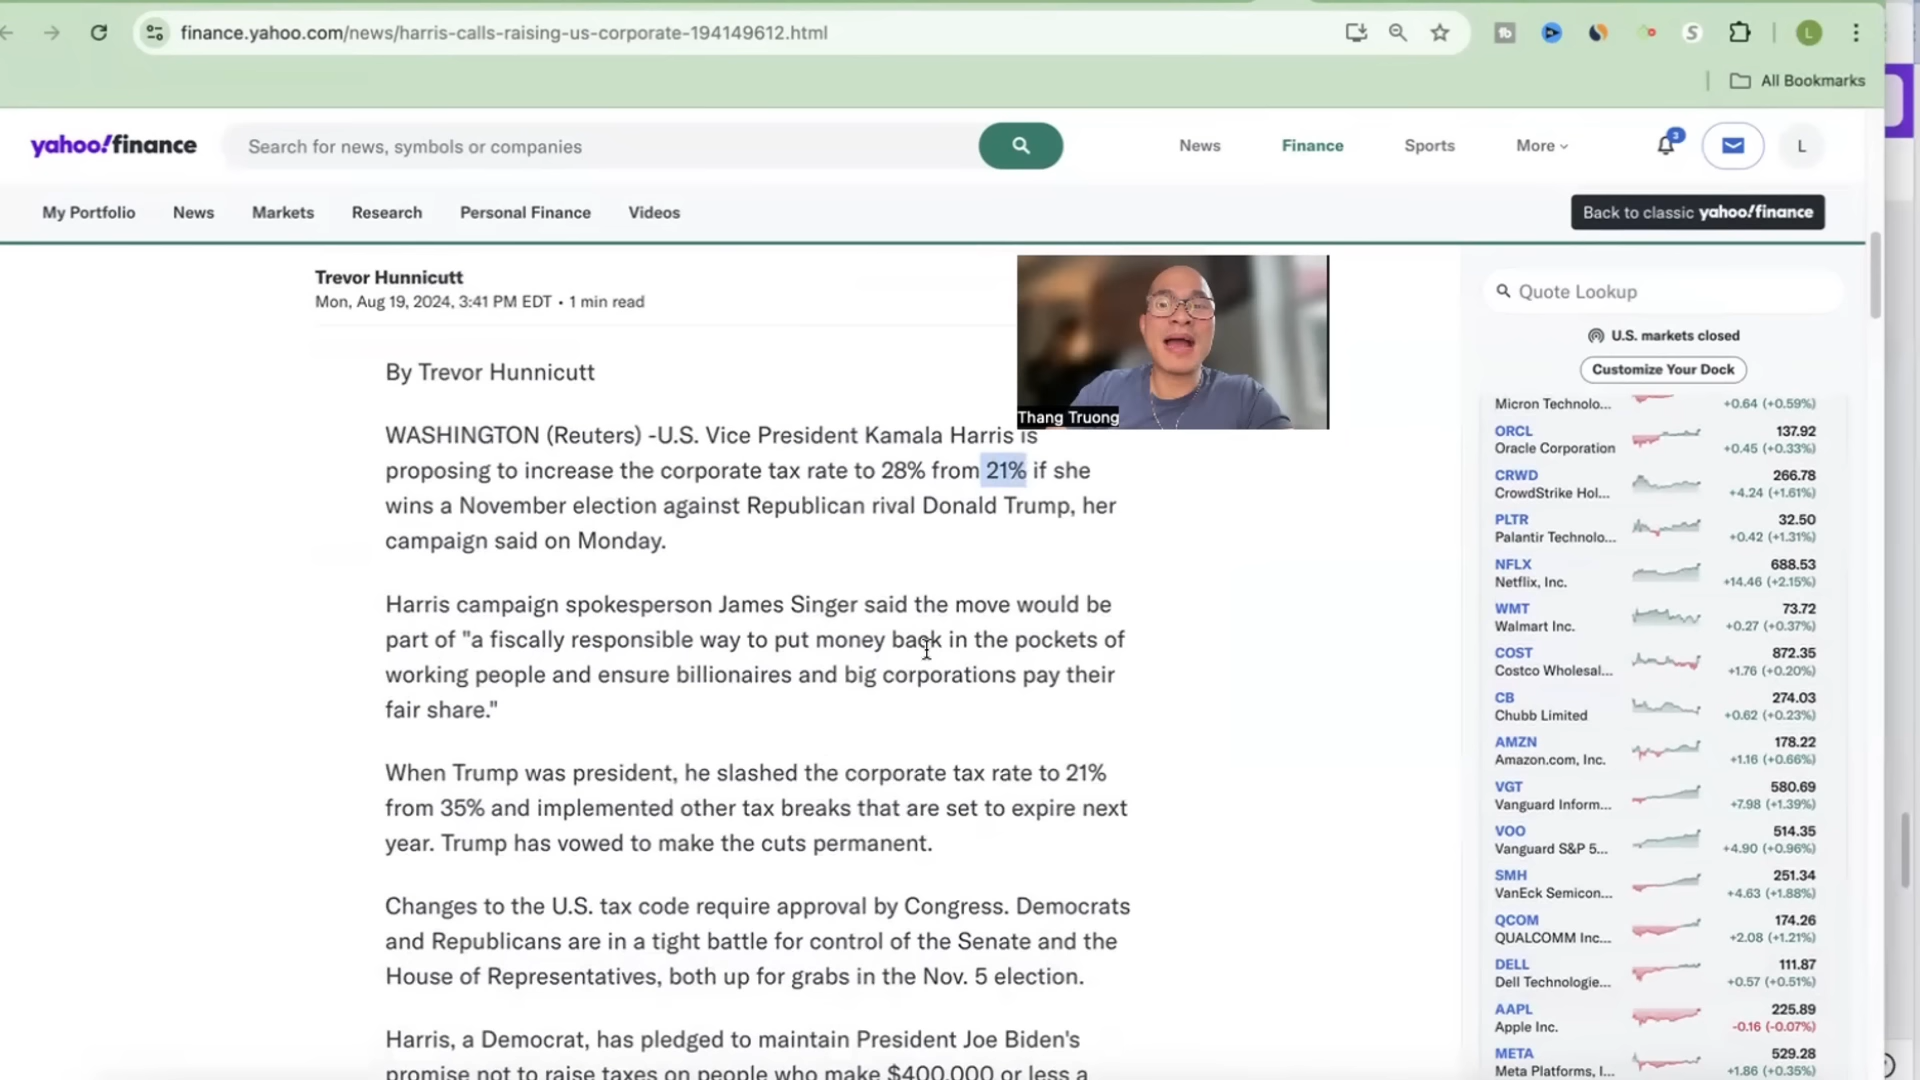 finance.yahoo.com/news/harris-calls-raising-us-corporate-194149612.html
tb
S
L
All Bookmarks
yahoo!finance
Search for news, symbols or companies
News
Finance
Sports
More
3
L
My Portfolio
News
Markets
Research
Personal Finance
Videos
Back to classic yahoo!finance
Trevor Hunnicutt
Mon, Aug 19, 2024, 3:41 PM EDT • 1 min read
By Trevor Hunnicutt
WASHINGTON (Reuters) -U.S. Vice President Kamala Harris is
proposing to increase the corporate tax rate to 28% from 21% if she
wins a November election against Republican rival Donald Trump, her
campaign said on Monday.
Harris campaign spokesperson James Singer said the move would be
part of "a fiscally responsible way to put money back in the pockets of
working people and ensure billionaires and big corporations pay their
fair share."
When Trump was president, he slashed the corporate tax rate to 21%
from 35% and implemented other tax breaks that are set to expire next
year. Trump has vowed to make the cuts permanent.
Changes to the U.S. tax code require approval by Congress. Democrats
and Republicans are in a tight battle for control of the Senate and the
House of Representatives, both up for grabs in the Nov. 5 election.
Harris, a Democrat, has pledged to maintain President Joe Biden's
promise not to raise taxes on people who make $400,000 or less a
Thang Truong
Quote Lookup
U.S. markets closed
Customize Your Dock
Micron Technolo... +0.64 (+0.59%)
ORCL 137.92
Oracle Corporation +0.45 (+0.33%)
CRWD 266.78
CrowdStrike Hol... +4.24 (+1.61%)
PLTR 32.50
Palantir Technolo... +0.42 (+1.31%)
NFLX 688.53
Netflix, Inc. +14.46 (+2.15%)
WMT 73.72
Walmart Inc. +0.27 (+0.37%)
COST 872.35
Costco Wholesal... +1.76 (+0.20%)
CB 274.03
Chubb Limited +0.62 (+0.23%)
AMZN 178.22
Amazon.com, Inc. +1.16 (+0.66%)
VGT 580.69
Vanguard Inform... +7.98 (+1.39%)
VOO 514.35
Vanguard S&P 5... +4.90 (+0.96%)
SMH 251.34
VanEck Semicon... +4.63 (+1.88%)
QCOM 174.26
QUALCOMM Inc... +2.08 (+1.21%)
DELL 111.87
Dell Technologie... +0.57 (+0.51%)
AAPL 225.89
Apple Inc. -0.16 (-0.07%)
META 529.28
Meta Platforms, I... +1.86 (+0.35%)